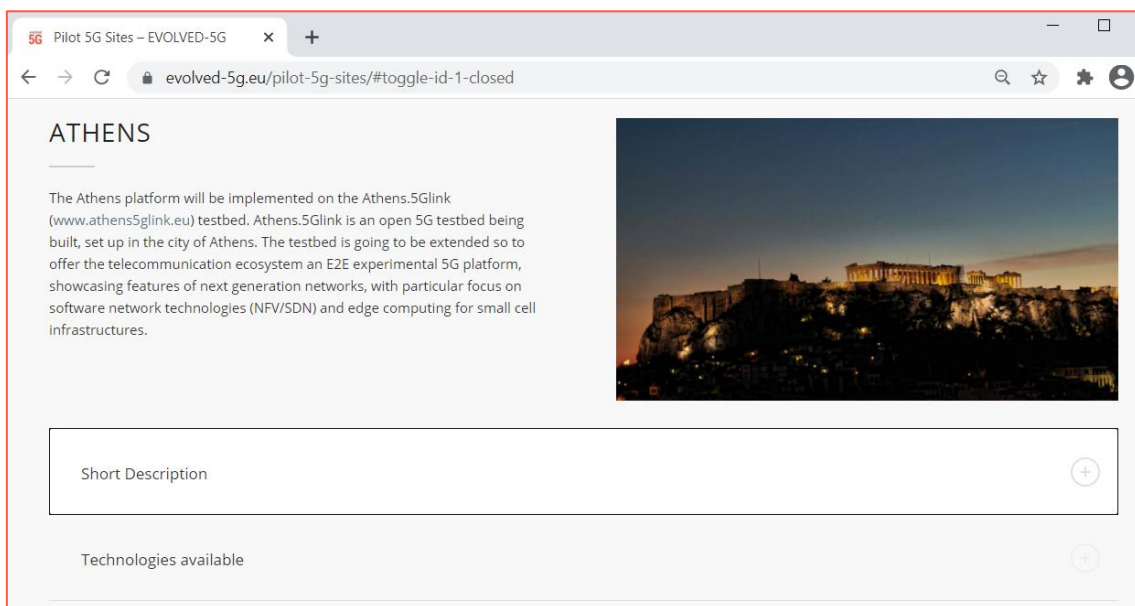 5G Pilot 5G Sites – EVOLVED-5G
evolved-5g.eu/pilot-5g-sites/#toggle-id-1-closed
ATHENS
The Athens platform will be implemented on the Athens.5Glink
(www.athens5glink.eu) testbed. Athens.5Glink is an open 5G testbed being
built, set up in the city of Athens. The testbed is going to be extended so to
offer the telecommunication ecosystem an E2E experimental 5G platform,
showcasing features of next generation networks, with particular focus on
software network technologies (NFV/SDN) and edge computing for small cell
infrastructures.
Short Description
Technologies available